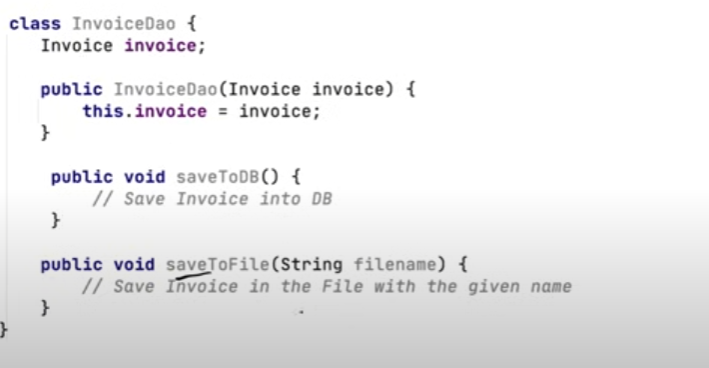 class InvoiceDao {
Invoice invoice;
public InvoiceDao(Invoice invoice) {
this.invoice = invoice;
}
public void saveToDB() {
// Save Invoice into DB
}
public void saveToFile(String filename) {
// Save Invoice in the File with the given name
}
}